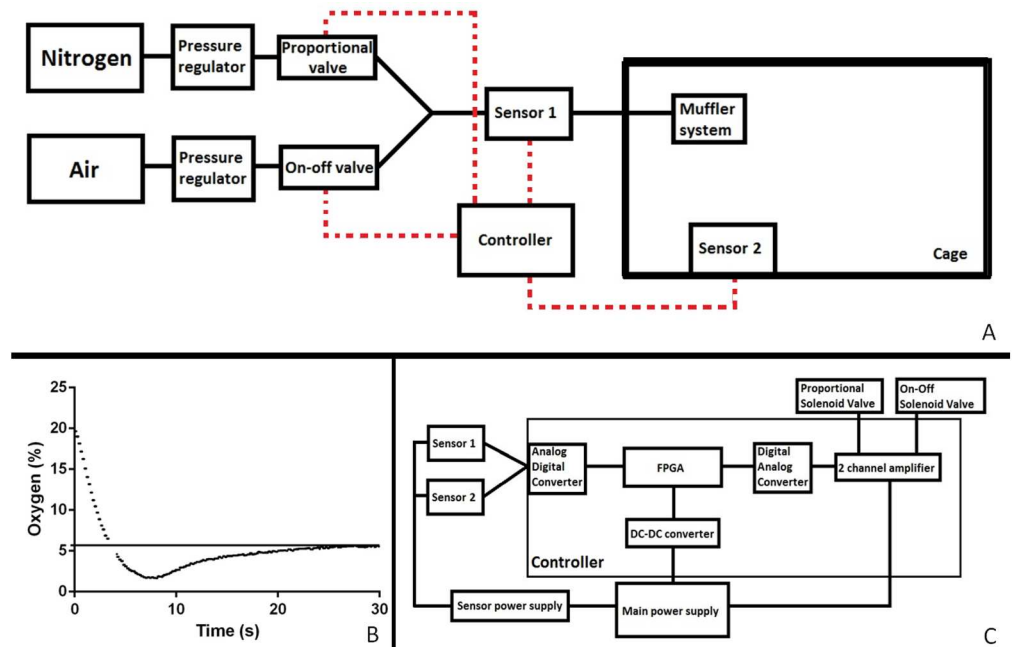 Nitrogen
Pressure
regulator
Proportional
valve
Sensor 1
Muffler
system
Air
Pressure
regulator
On-off valve
Controller
Sensor 2
Cage
A
25
20
15
10
5
0
Oxygen (%)
0
10
20
30
Time (s)
B
Proportional
Solenoid Valve
On-Off
Solenoid Valve
Sensor 1
Sensor 2
Analog
Digital
Converter
FPGA
Digital
Analog
Converter
2 channel amplifier
DC-DC converter
Controller
Sensor power supply
Main power supply
C